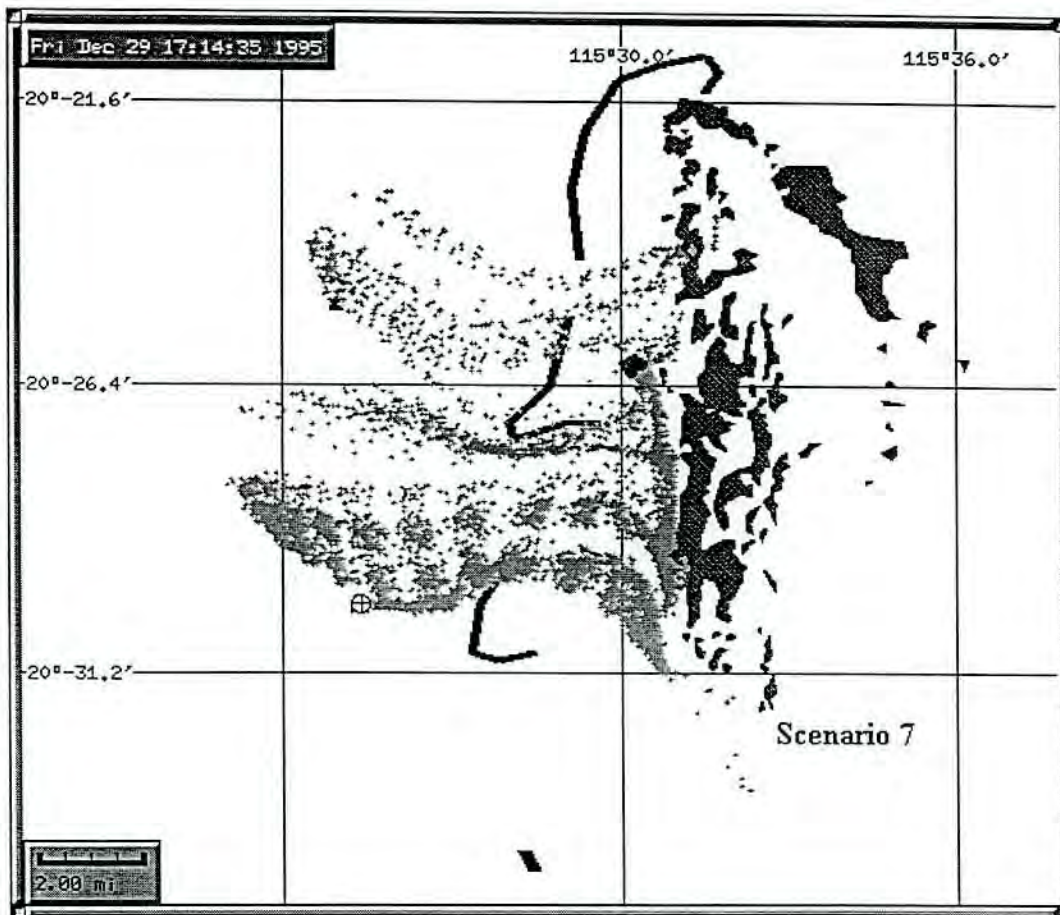 Fri Dec 29 17:14:35 1995
115°30.0′
115°36.0′
20°-21.6′
20°-26.4′
20°-31.2′
Scenario 7
2.00 mi